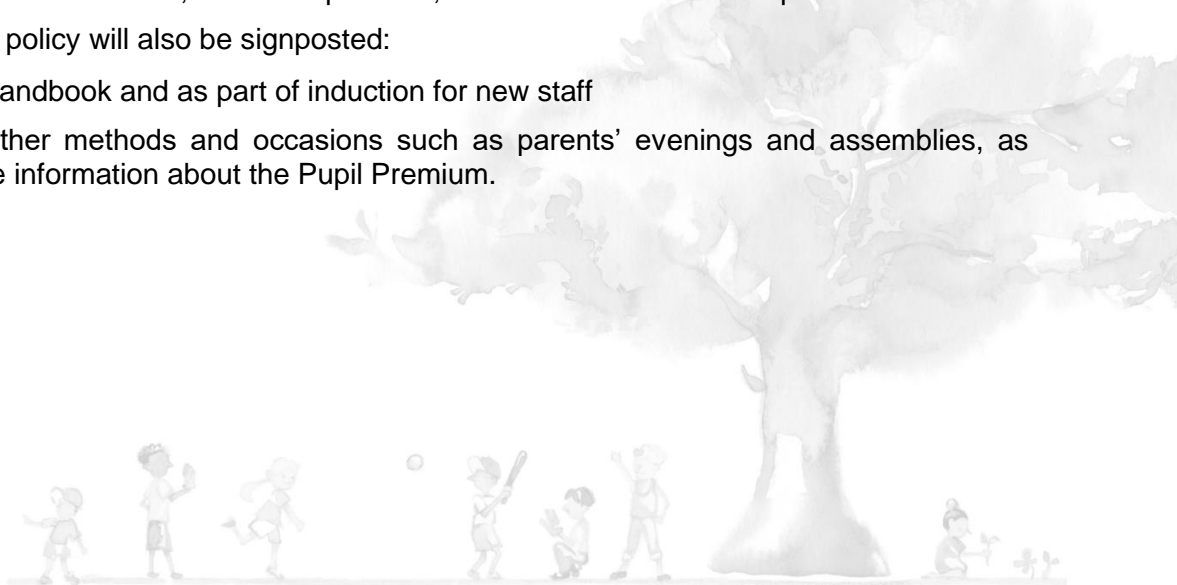 policy will also be signposted:
andbook and as part of induction for new staff
ther methods and occasions such as parents’ evenings and assemblies, as
e information about the Pupil Premium.